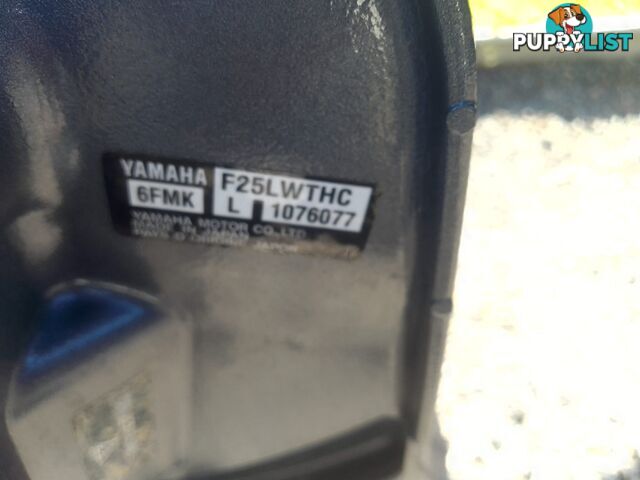 PUPPYLIST
YAMAHA F25LWTHC
6FMK L 1076077
YAMAHA MOTOR CO.,LTD.
MADE IN JAPAN